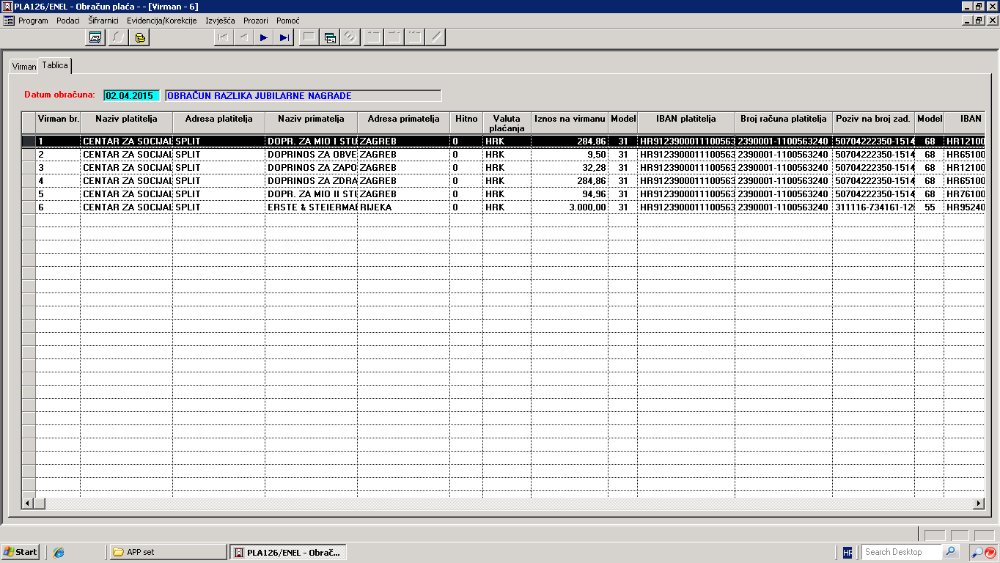 PLA126/ENEL - Obračun plaća - - [Virman - 6]
Program Podaci Šifrarnici Evidencija/Korekcije Izvješća Prozori Pomoć
Virman Tablica
Datum obračuna: 02.04.2015 OBRAČUN RAZLIKA JUBILARNE NAGRADE
Virman br. Naziv platitelja Adresa platitelja Naziv primatelja Adresa primatelja Hitno Valuta plaćanja Iznos na virmanu Model IBAN platitelja Broj računa platitelja Poziv na broj zad. Model IBAN
1 CENTAR ZA SOCIJAL SPLIT DOPR. ZA MIO I STU ZAGREB 0 HRK 284,86 31 HR9123900011100563 2390001-1100563240 50704222350-1514 68 HR12100
2 CENTAR ZA SOCIJAL SPLIT DOPRINOS ZA OBVE ZAGREB 0 HRK 9,50 31 HR9123900011100563 2390001-1100563240 50704222350-1514 68 HR65100
3 CENTAR ZA SOCIJAL SPLIT DOPRINOS ZA ZAPO ZAGREB 0 HRK 32,28 31 HR9123900011100563 2390001-1100563240 50704222350-1514 68 HR12100
4 CENTAR ZA SOCIJAL SPLIT DOPRINOS ZA ZDRA ZAGREB 0 HRK 284,86 31 HR9123900011100563 2390001-1100563240 50704222350-1514 68 HR65100
5 CENTAR ZA SOCIJAL SPLIT DOPR. ZA MIO II STU ZAGREB 0 HRK 94,96 31 HR9123900011100563 2390001-1100563240 50704222350-1514 68 HR76100
6 CENTAR ZA SOCIJAL SPLIT ERSTE & STEIERMAR RIJEKA 0 HRK 3.000,00 31 HR9123900011100563 2390001-1100563240 311116-734161-120 55 HR95240
Start APP set PLA126/ENEL - Obrač... HR Search Desktop